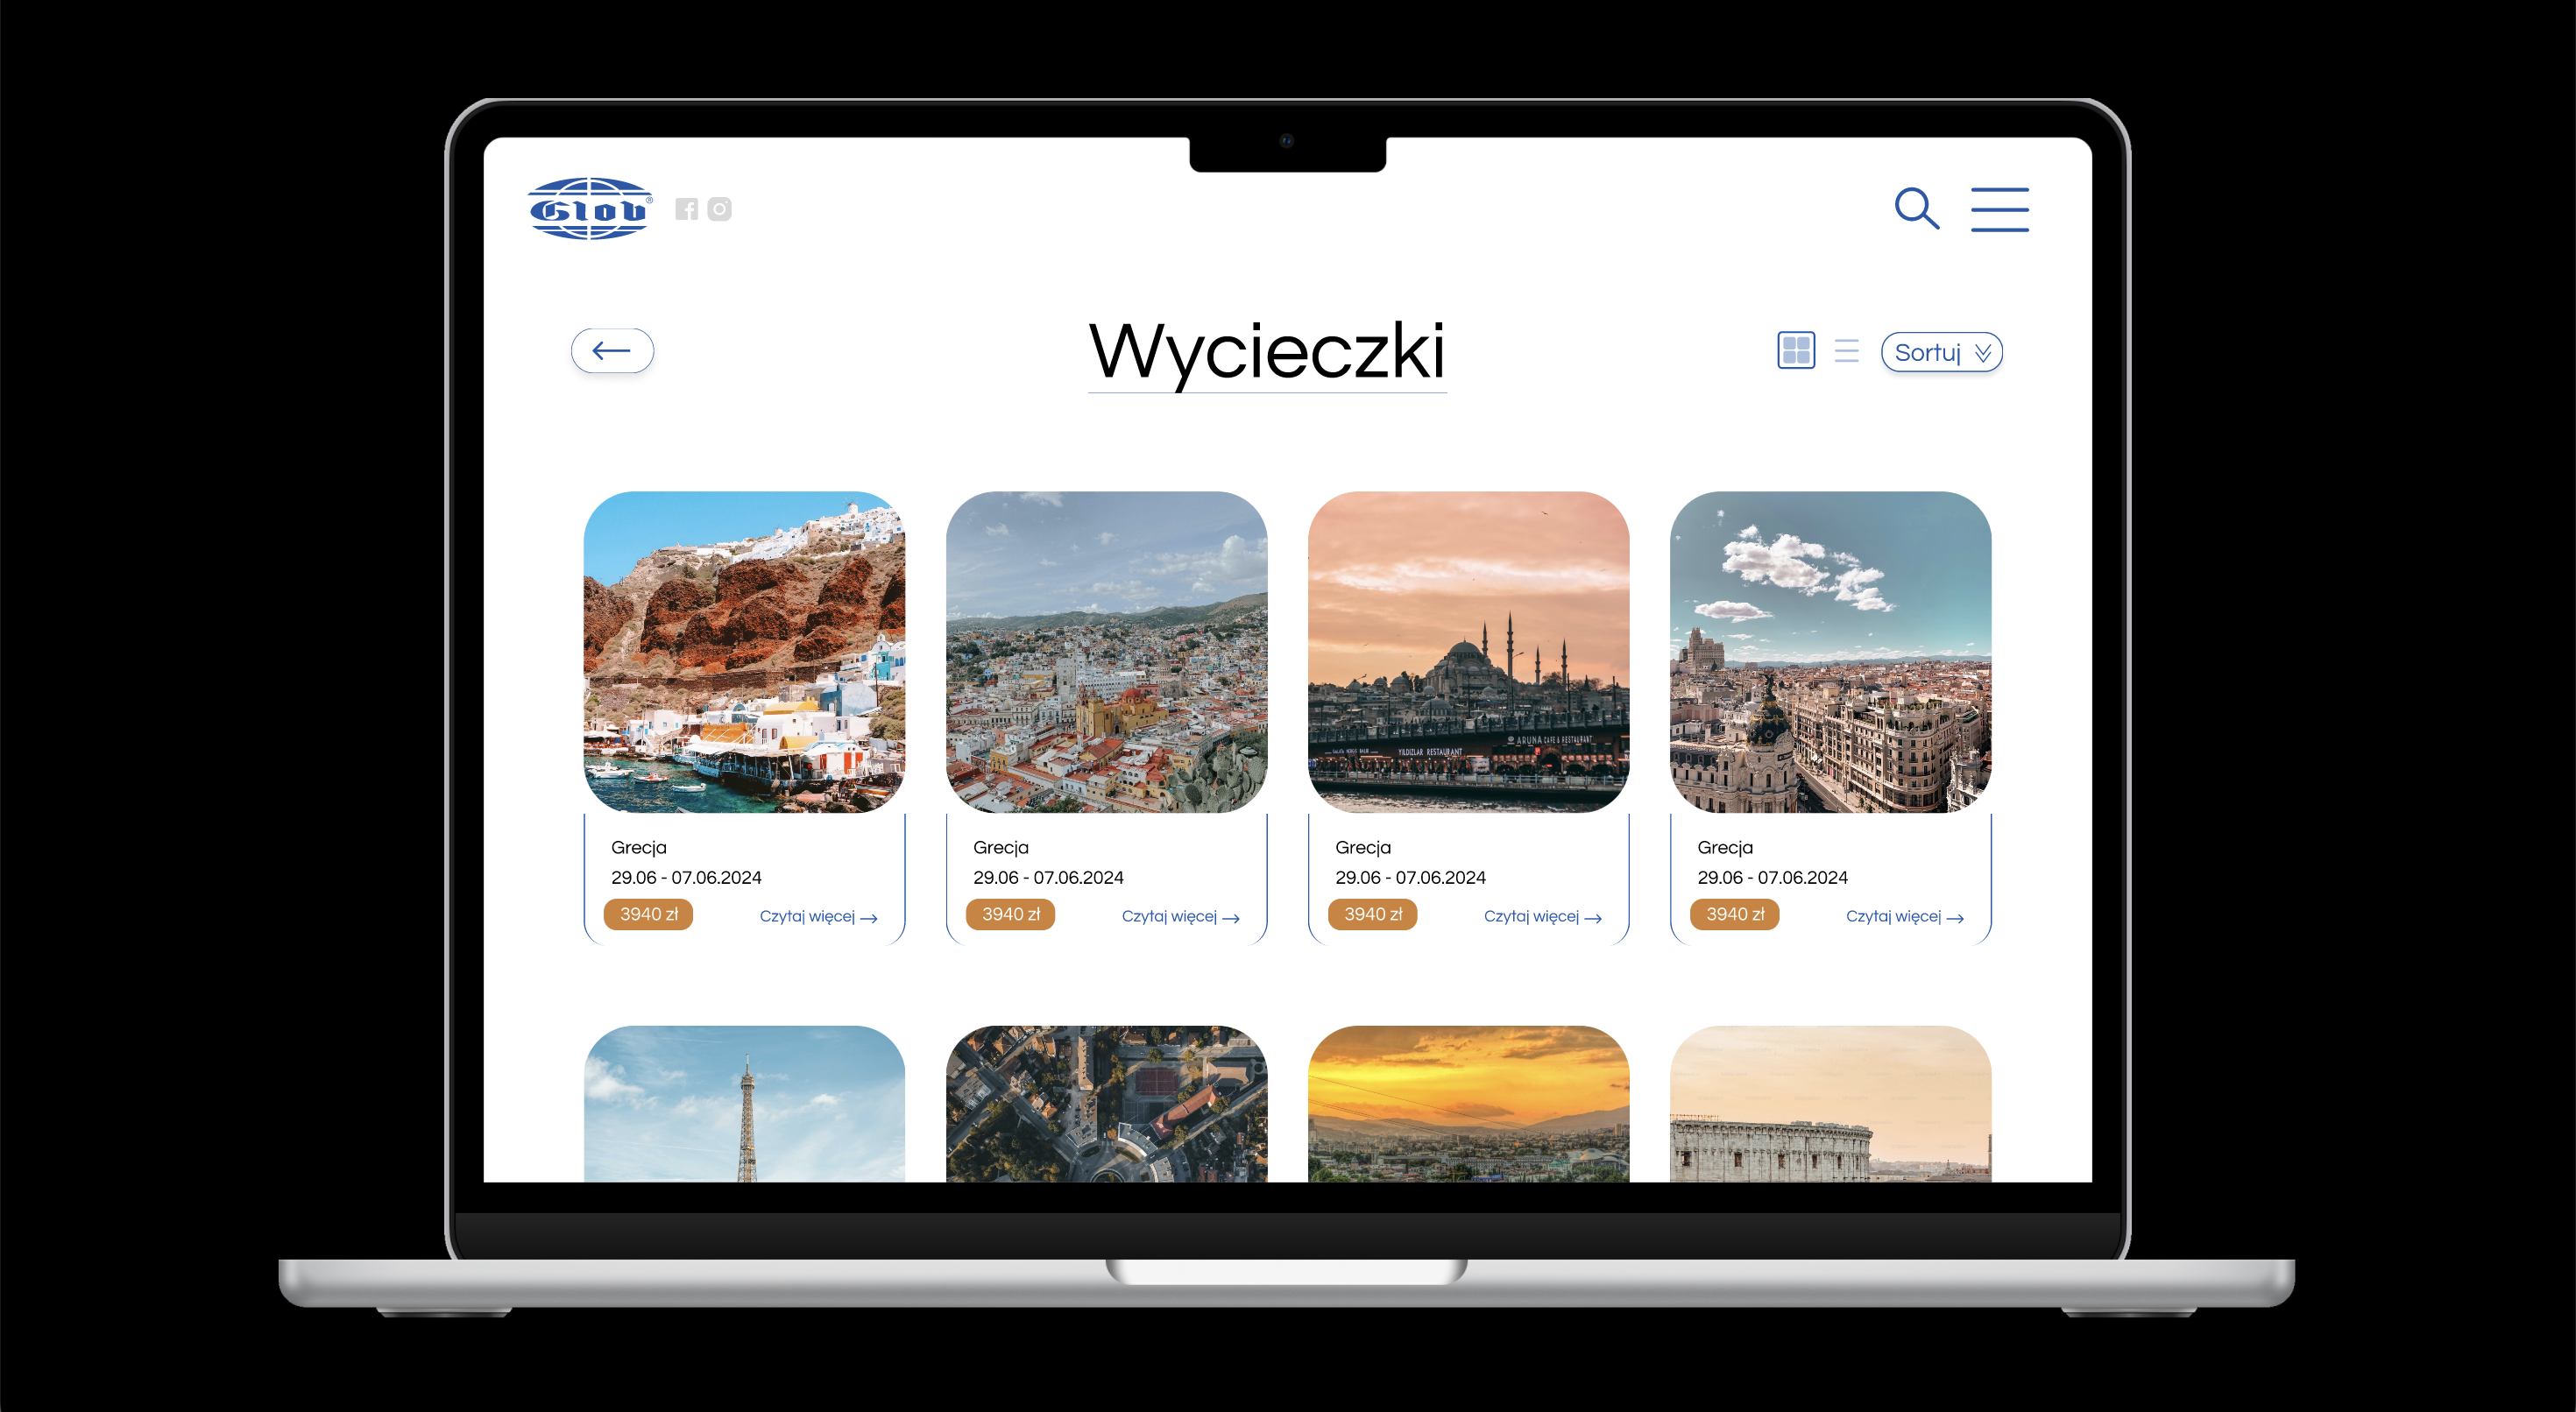 Glob®
Wycieczki
Sortuj
YILDIZLAR RESTAURANT
ARUNA CAFE & RESTAURANT
Grecja
29.06 - 07.06.2024
3940 zł
Czytaj więcej
Grecja
29.06 - 07.06.2024
3940 zł
Czytaj więcej
Grecja
29.06 - 07.06.2024
3940 zł
Czytaj więcej
Grecja
29.06 - 07.06.2024
3940 zł
Czytaj więcej